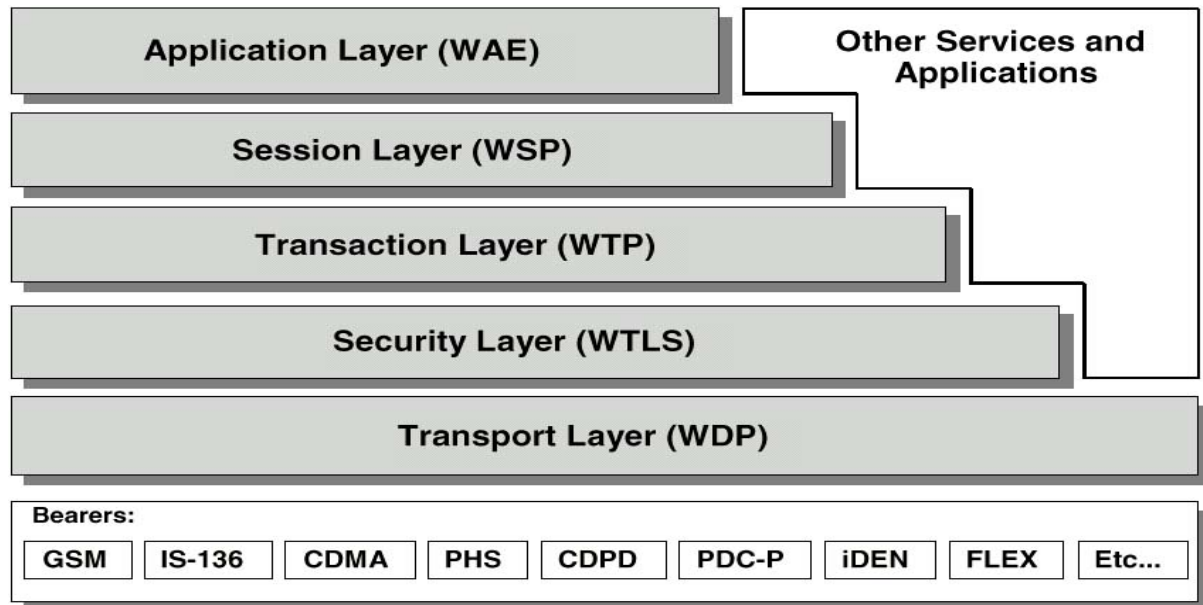 Application Layer (WAE)
Other Services and
Applications
Session Layer (WSP)
Transaction Layer (WTP)
Security Layer (WTLS)
Transport Layer (WDP)
Bearers:
GSM
IS-136
CDMA
PHS
CDPD
PDC-P
iDEN
FLEX
Etc...